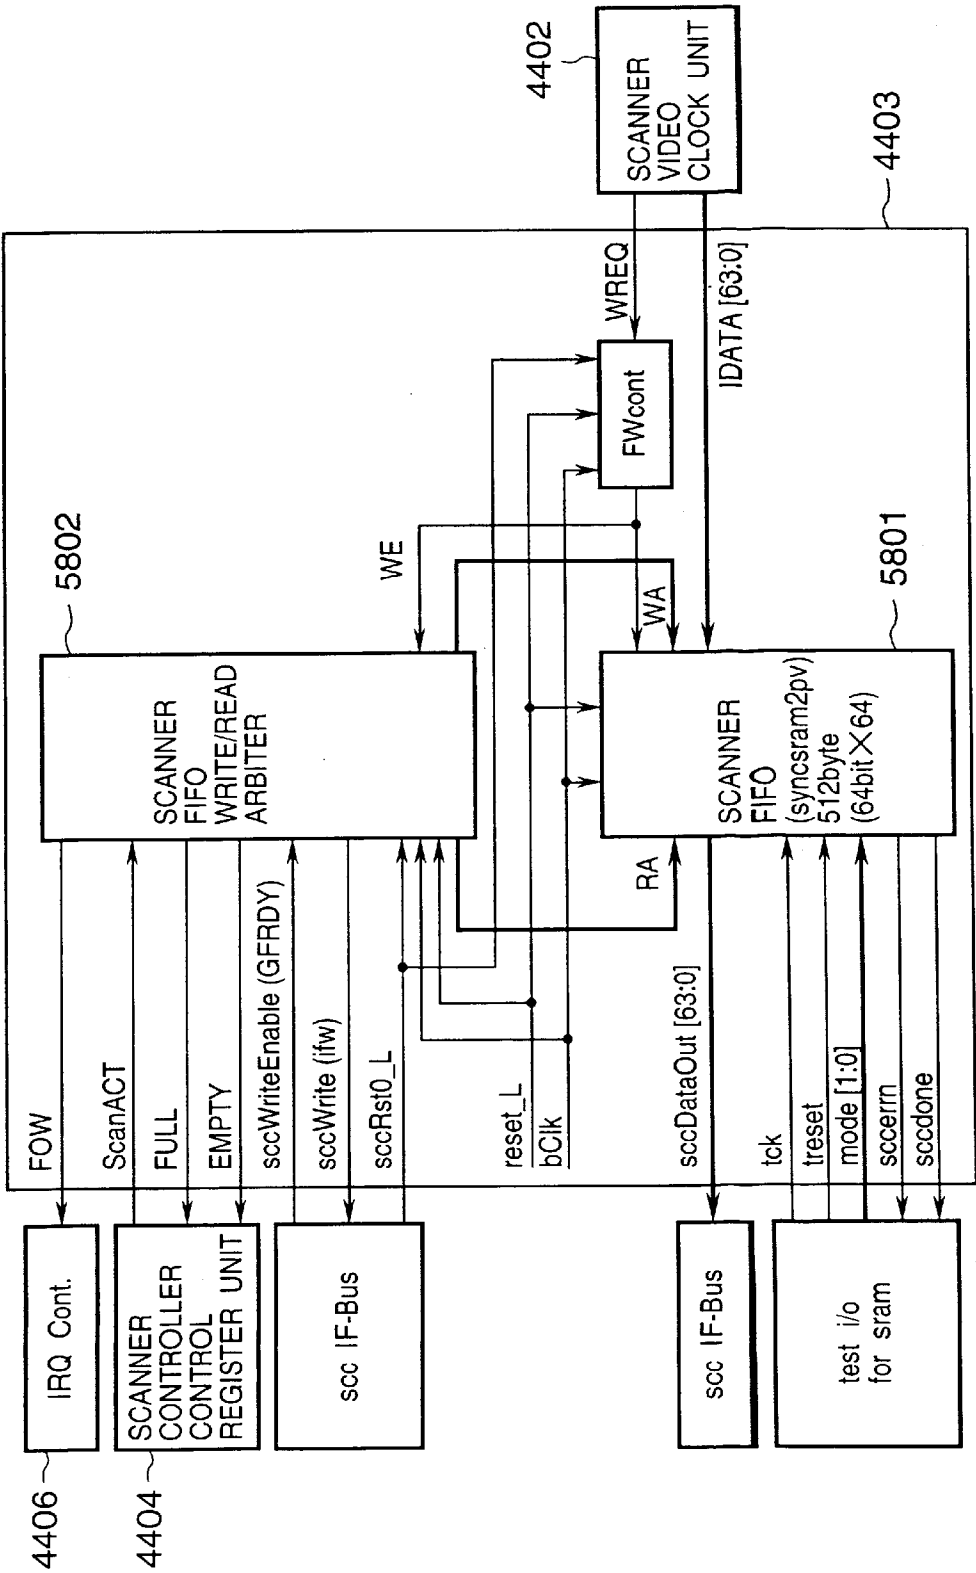 4406
IRQ Cont.
FOW
4404
SCANNER
CONTROLLER
CONTROL
REGISTER UNIT
ScanACT
FULL
EMPTY
scc IF-Bus
sccWriteEnable (GFRDY)
sccWrite (ifw)
sccRst0_L
reset_L
bClk
5802
SCANNER
FIFO
WRITE/READ
ARBITER
WE
WA
RA
FWcont
WREQ
4402
SCANNER
VIDEO
CLOCK UNIT
IDATA [63:0]
4403
5801
SCANNER
FIFO
(syncsram2pv)
512byte
(64bit×64)
scc IF-Bus
sccDataOut [63:0]
test i/o
for sram
tck
treset
mode [1:0]
sccerrn
sccdone